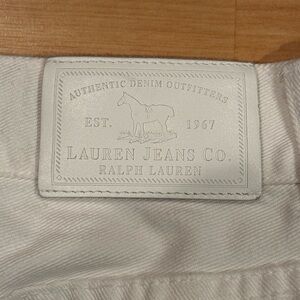 AUTHENTIC DENIM OUTFITTERS
EST. 1967
LAUREN JEANS CO.
RALPH LAUREN